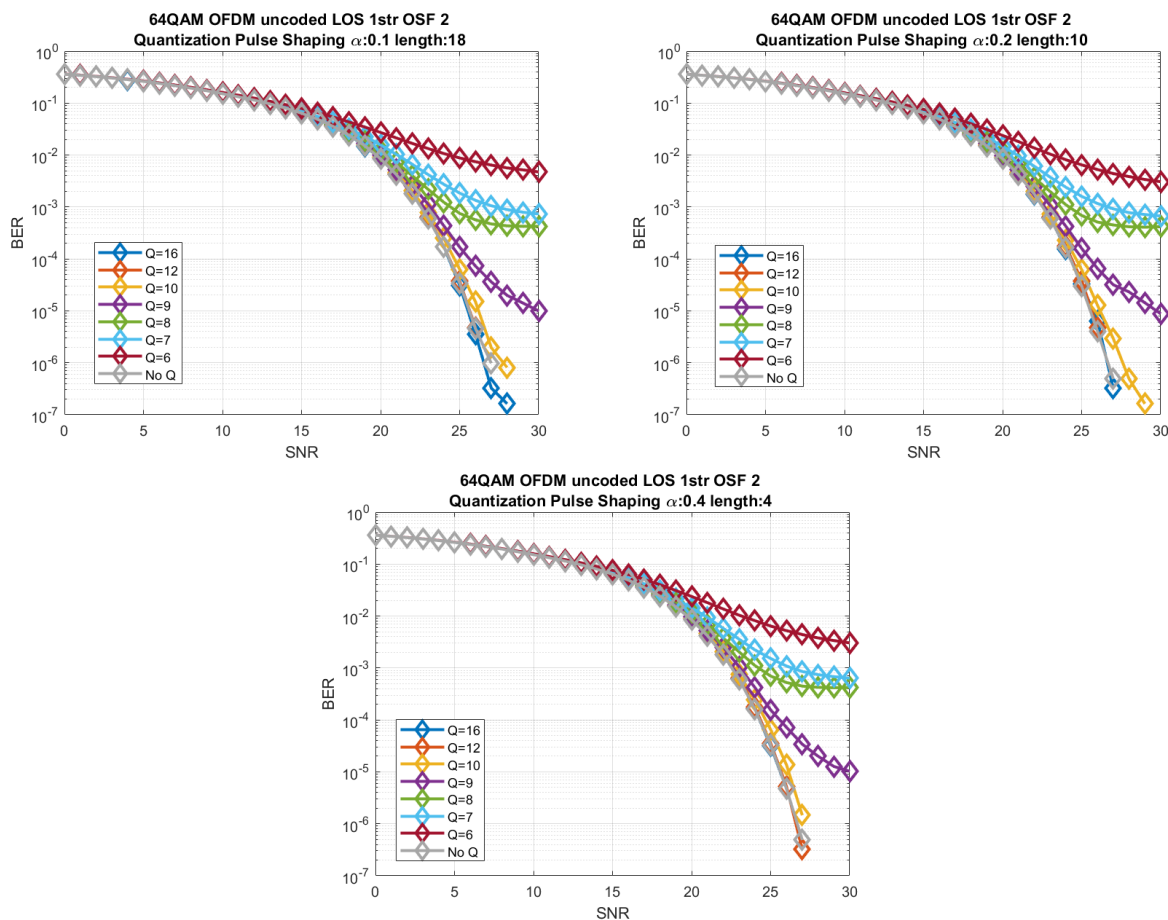 64QAM OFDM uncoded LOS 1str OSF 2
Quantization Pulse Shaping α:0.1 length:18
10^0
10^-1
10^-2
10^-3
10^-4
10^-5
10^-6
10^-7
BER
Q=16
Q=12
Q=10
Q=9
Q=8
Q=7
Q=6
No Q
0 5 10 15 20 25 30
SNR
64QAM OFDM uncoded LOS 1str OSF 2
Quantization Pulse Shaping α:0.2 length:10
10^0
10^-1
10^-2
10^-3
10^-4
10^-5
10^-6
10^-7
BER
Q=16
Q=12
Q=10
Q=9
Q=8
Q=7
Q=6
No Q
0 5 10 15 20 25 30
SNR
64QAM OFDM uncoded LOS 1str OSF 2
Quantization Pulse Shaping α:0.4 length:4
10^0
10^-1
10^-2
10^-3
10^-4
10^-5
10^-6
10^-7
BER
Q=16
Q=12
Q=10
Q=9
Q=8
Q=7
Q=6
No Q
0 5 10 15 20 25 30
SNR